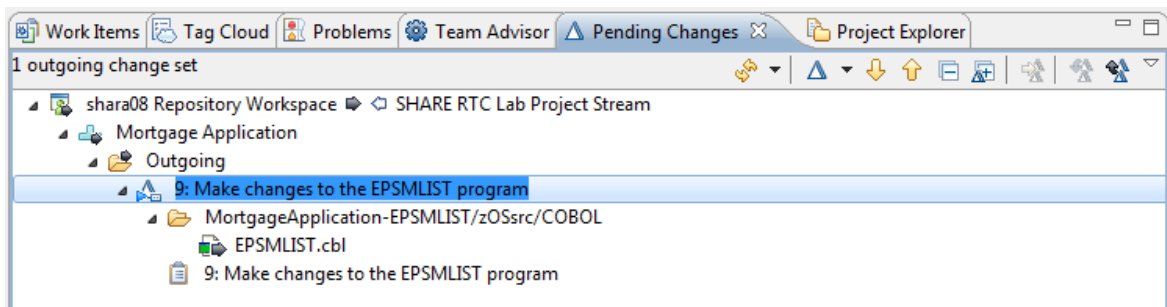 Work Items Tag Cloud Problems Team Advisor Pending Changes Project Explorer
1 outgoing change set
shara08 Repository Workspace SHARE RTC Lab Project Stream
Mortgage Application
Outgoing
9: Make changes to the EPSMLIST program
MortgageApplication-EPSMLIST/zOSsrc/COBOL
EPSMLIST.cbl
9: Make changes to the EPSMLIST program